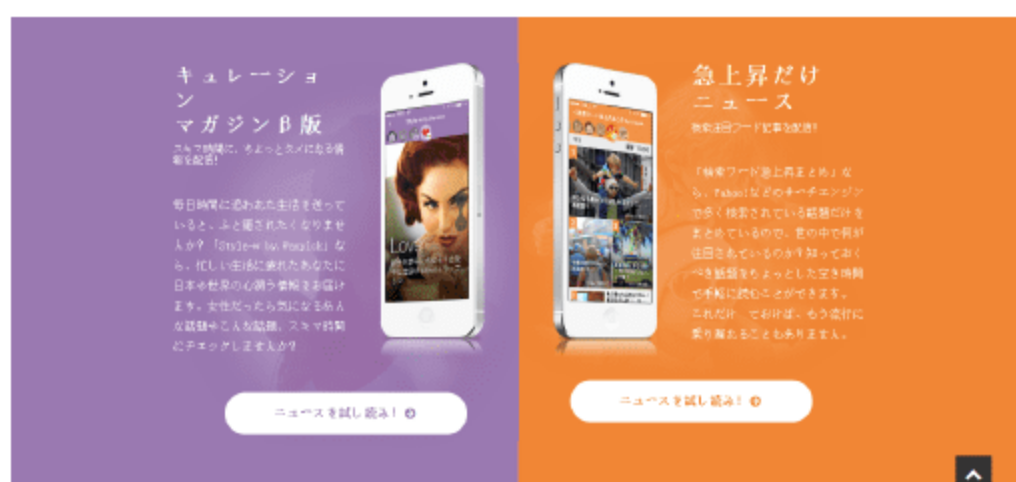 キュレーショ
ン
マガジンβ版
スキマ時間に、ちょっとタメになる情
報を配信!
毎日時間に追われた生活を送って
いると、ふと癒されたくなりませ
んか?「Style-w by.Peepick」な
ら、忙しい生活に疲れたあなたに
日本や世界の心潤う情報をお届け
ます。女性だったら気になるあん
な話題やこんな話題、スキマ時間
にチェックしませんか?
ニュースを試し読み!
急上昇だけ
ニュース
検索注目ワード記事を配信!
「検索ワード急上昇まとめ」な
ら、Yahoo!などのサーチエンジン
で多く検索されている話題だけを
まとめているので、世の中で何が
注目されているのか?知っておく
べき話題をちょっとした空き時間
で手軽に読むことができます。
これだけ ておけば、もう流行に
乗り遅れることもありません。
ニュースを試し読み!